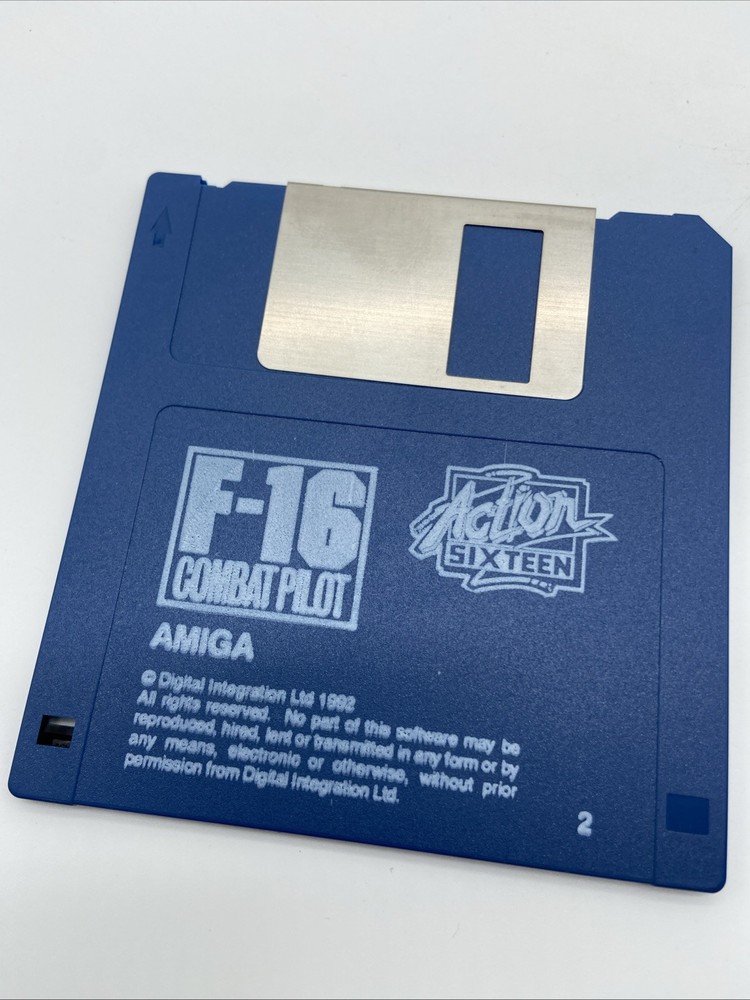 F-16
COMBAT PILOT
Action
SIXTEEN
AMIGA
© Digital Integration Ltd 1992
All rights reserved. No part of this software may be
reproduced, hired, lent or transmitted in any form or by
any means, electronic or otherwise, without prior
permission from Digital Integration Ltd.
2